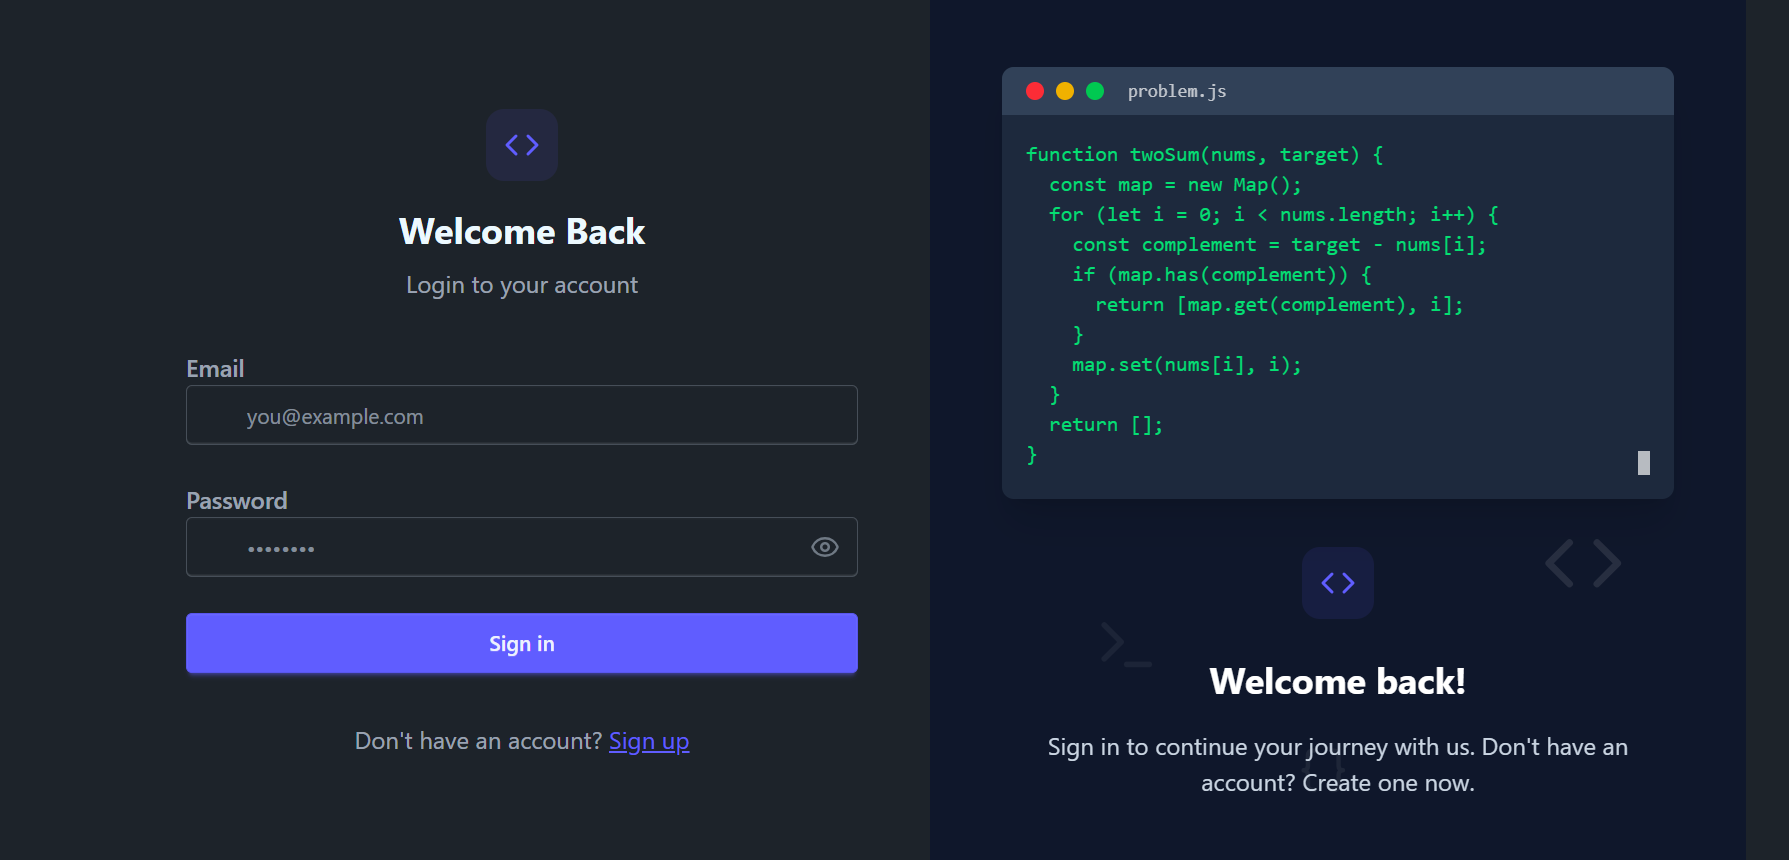 Welcome Back
Login to your account
Email
you@example.com
Password
••••••••
Sign in
Don't have an account? Sign up
problem.js
function twoSum(nums, target) {
  const map = new Map();
  for (let i = 0; i < nums.length; i++) {
    const complement = target - nums[i];
    if (map.has(complement)) {
      return [map.get(complement), i];
    }
    map.set(nums[i], i);
  }
  return [];
}
Welcome back!
Sign in to continue your journey with us. Don't have an
account? Create one now.